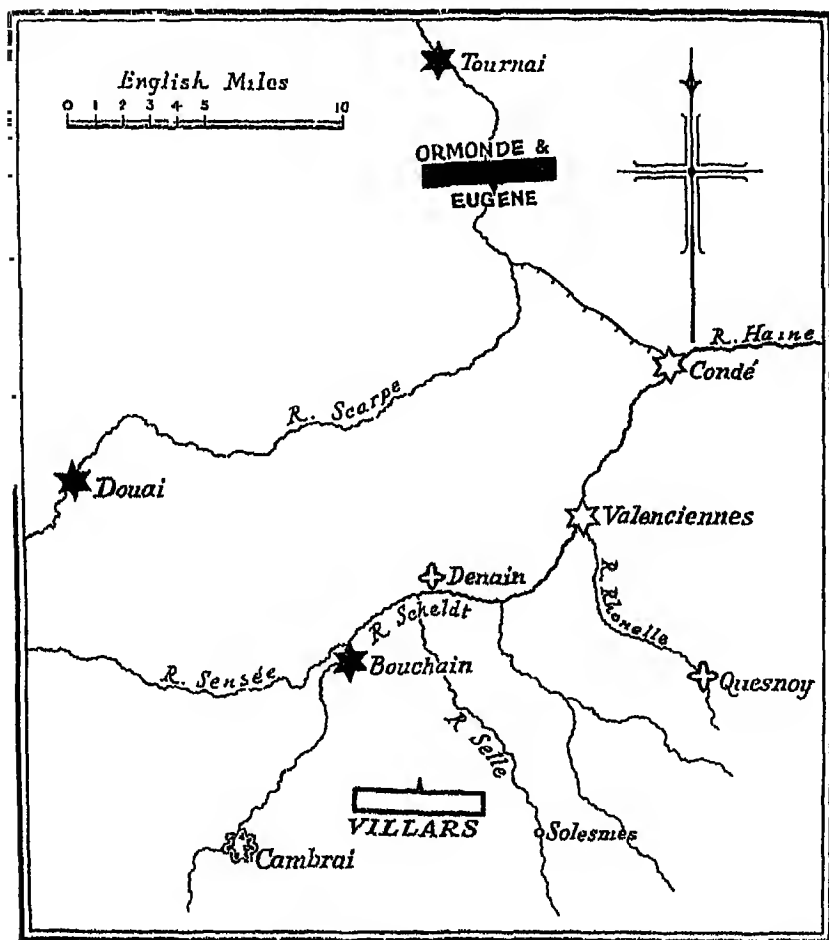 Tournai
English Miles
0 1 2 3 4 5 10
ORMONDE &
EUGENE
R. Haine
Condé
R. Scarpe
Douai
Valenciennes
Denain
R. Rhonelle
R Scheldt
Bouchain
R. Sensée
Quesnoy
R Selle
VILLARS
Solesmes
Cambrai